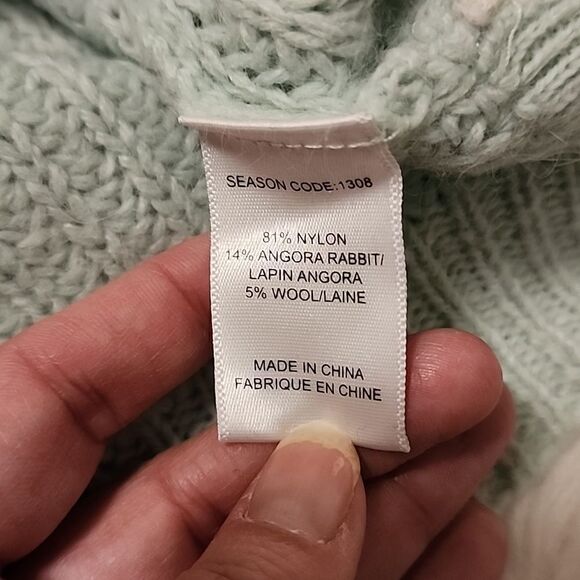 SEASON CODE:1308
81% NYLON
14% ANGORA RABBIT/
LAPIN ANGORA
5% WOOL/LAINE
MADE IN CHINA
FABRIQUE EN CHINE